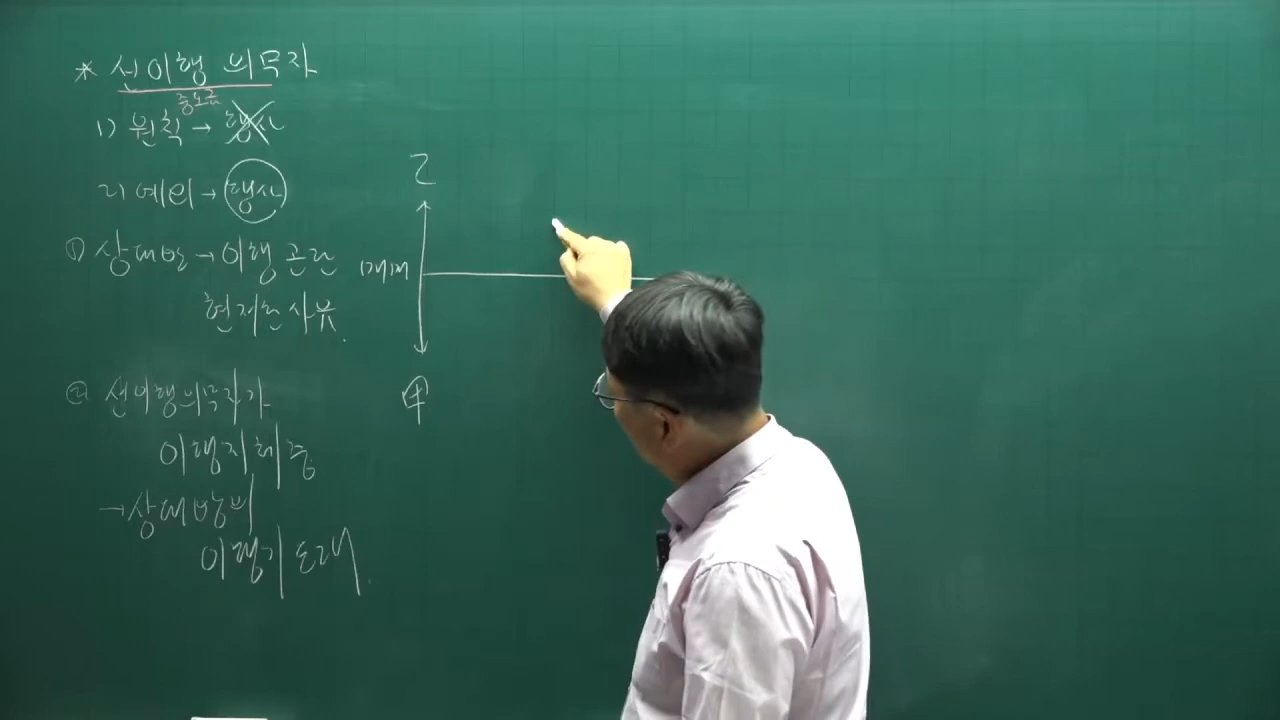 * 선이행 의무자
중도금
1) 원칙 → 행사
2) 예외 → 행사
① 상대방 → 이행 곤란
현저한 사유.
② 선이행의무자가
이행지체 중
→ 상대방의
이행기 도래.
乙
매매
甲